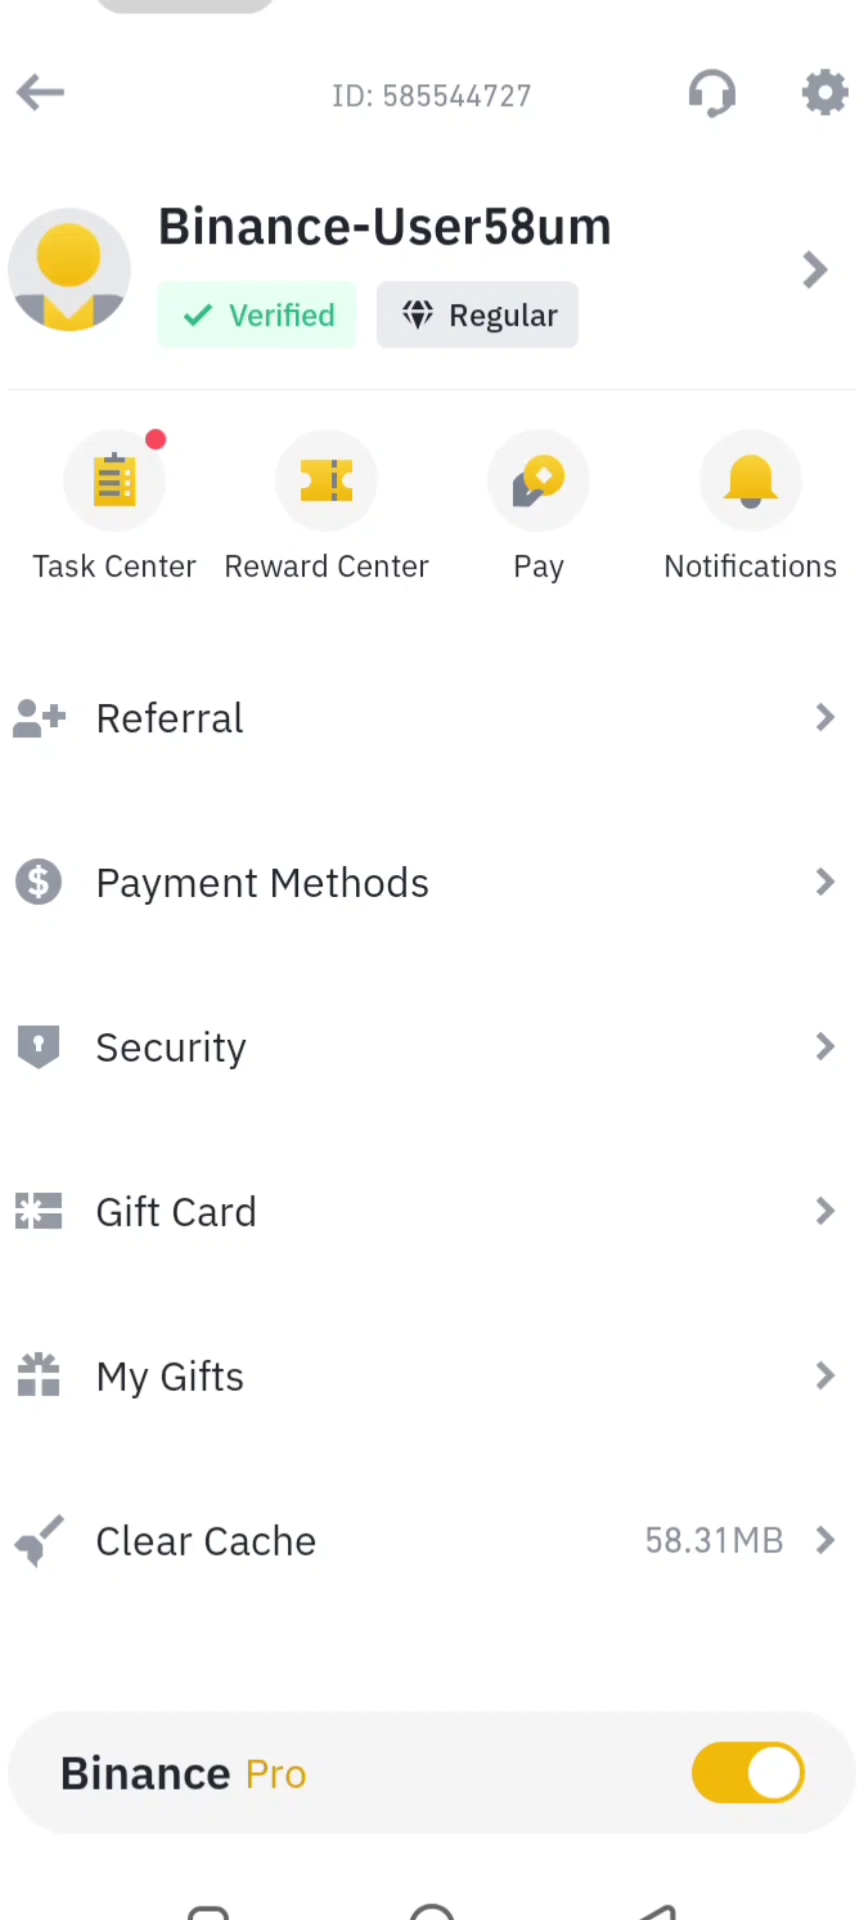 ID: 585544727
Binance-User58um
Verified
Regular
Task Center
Reward Center
Pay
Notifications
Referral
Payment Methods
Security
Gift Card
My Gifts
Clear Cache 58.31MB
Binance Pro